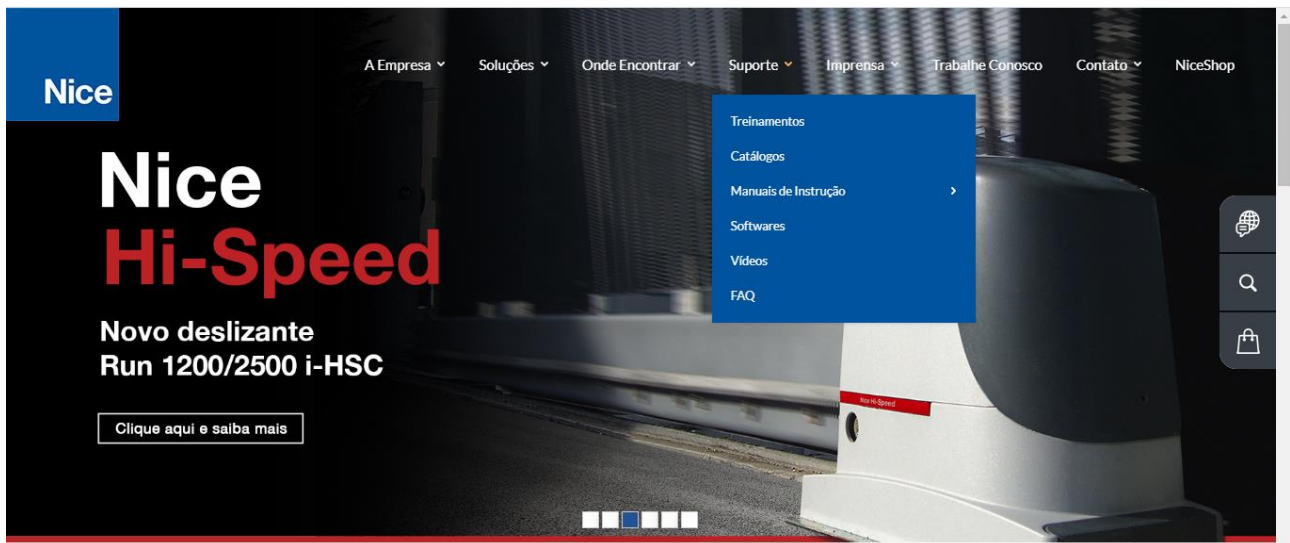 Nice
A Empresa
Soluções
Onde Encontrar
Suporte
Imprensa
Trabalhe Conosco
Contato
NiceShop
Treinamentos
Catálogos
Manuais de Instrução
Softwares
Vídeos
FAQ
Nice
Hi-Speed
Novo deslizante
Run 1200/2500 i-HSC
Clique aqui e saiba mais
Nice Hi-Speed